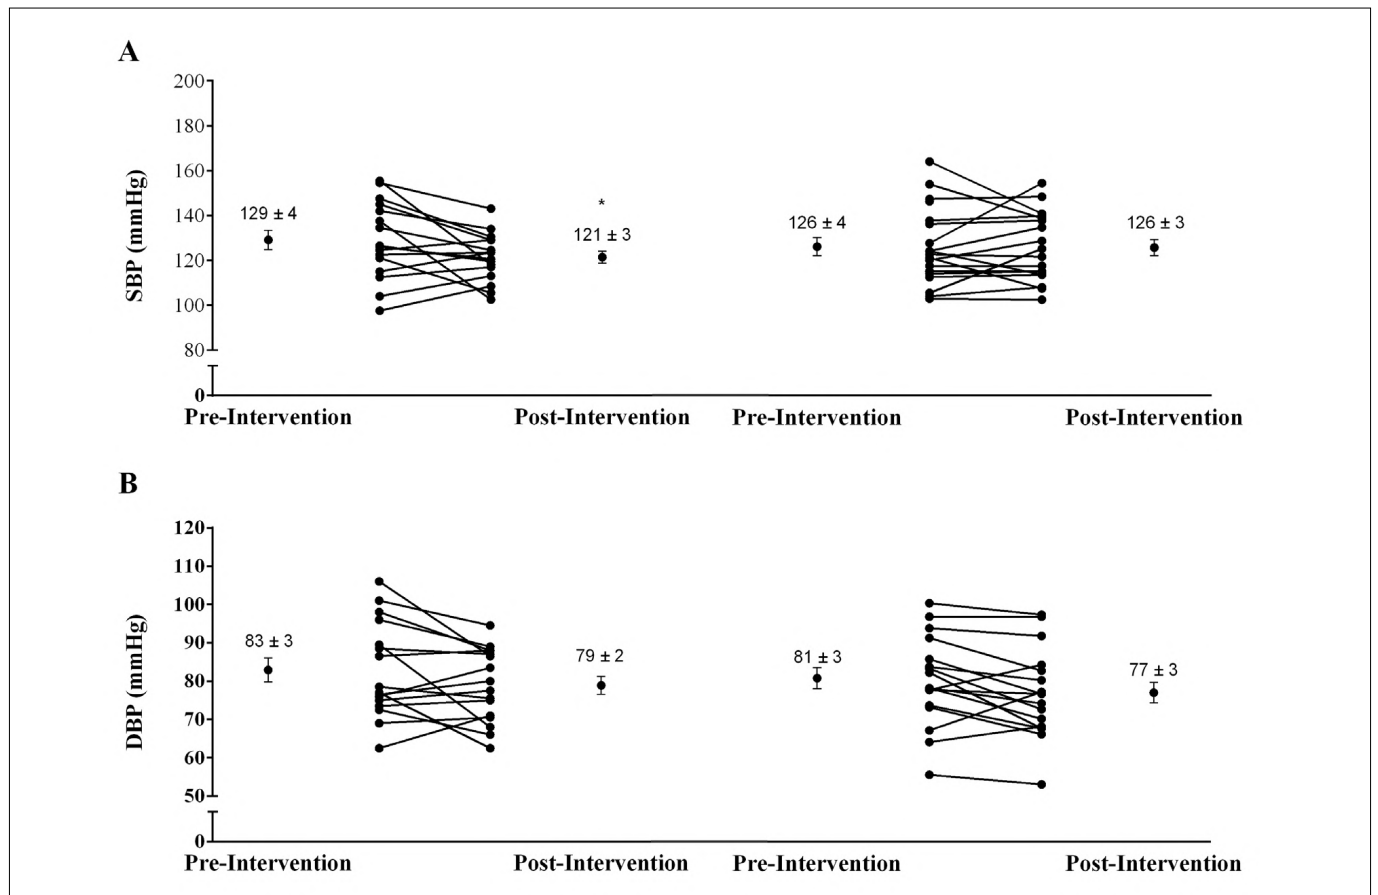 A
200
180
160
140
120
100
80
0
SBP (mmHg)
129 ± 4
*
121 ± 3
126 ± 4
126 ± 3
Pre-Intervention Post-Intervention Pre-Intervention Post-Intervention
B
120
110
100
90
80
70
60
50
0
DBP (mmHg)
83 ± 3
79 ± 2
81 ± 3
77 ± 3
Pre-Intervention Post-Intervention Pre-Intervention Post-Intervention